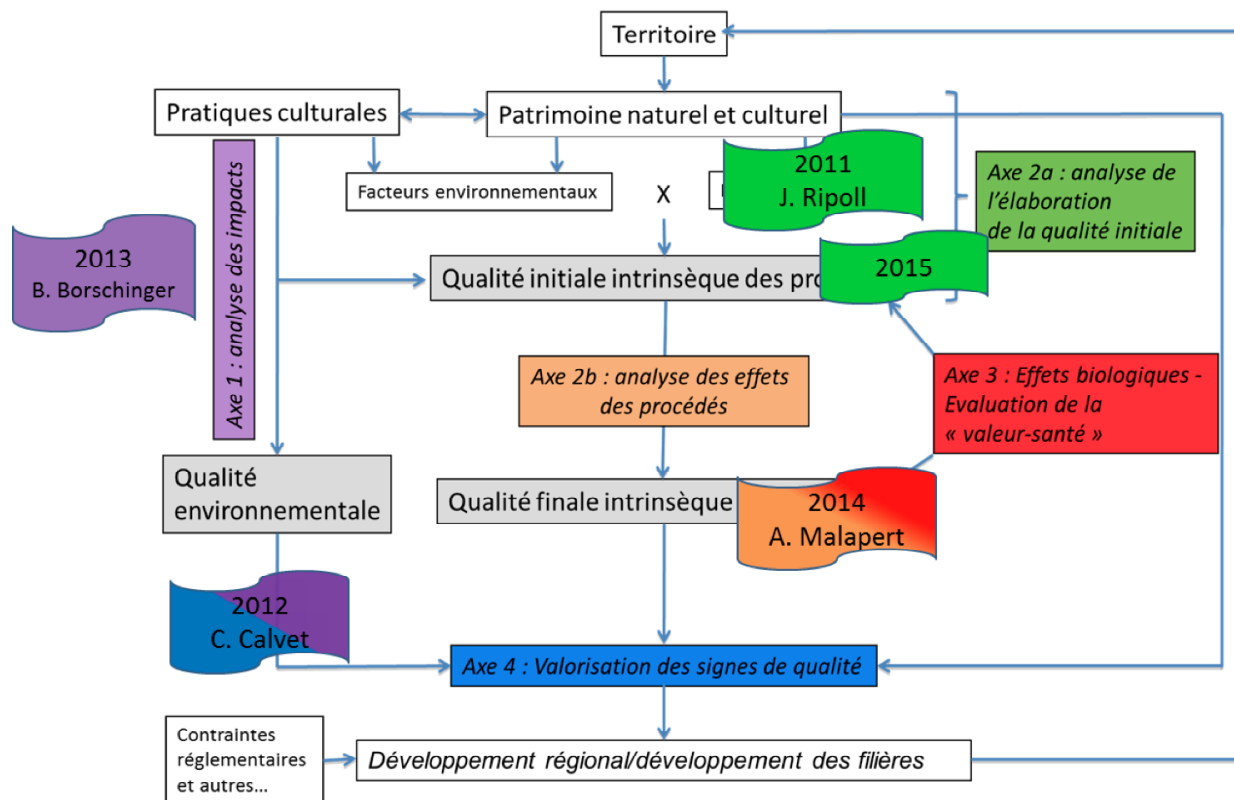 Territoire
Pratiques culturales
Patrimoine naturel et culturel
2011
J. Ripoll
Axe 2a : analyse de
l’élaboration
de la qualité initiale
Facteurs environnementaux
X
Axe 1 : analyse des impacts
2013
B. Borschinger
Qualité initiale intrinsèque des
2015
Axe 2b : analyse des effets
des procédés
Axe 3 : Effets biologiques -
Evaluation de la
« valeur-santé »
Qualité
environnementale
Qualité finale intrinsèque
2014
A. Malapert
2012
C. Calvet
Axe 4 : Valorisation des signes de qualité
Contraintes
réglementaires
et autres…
Développement régional/développement des filières